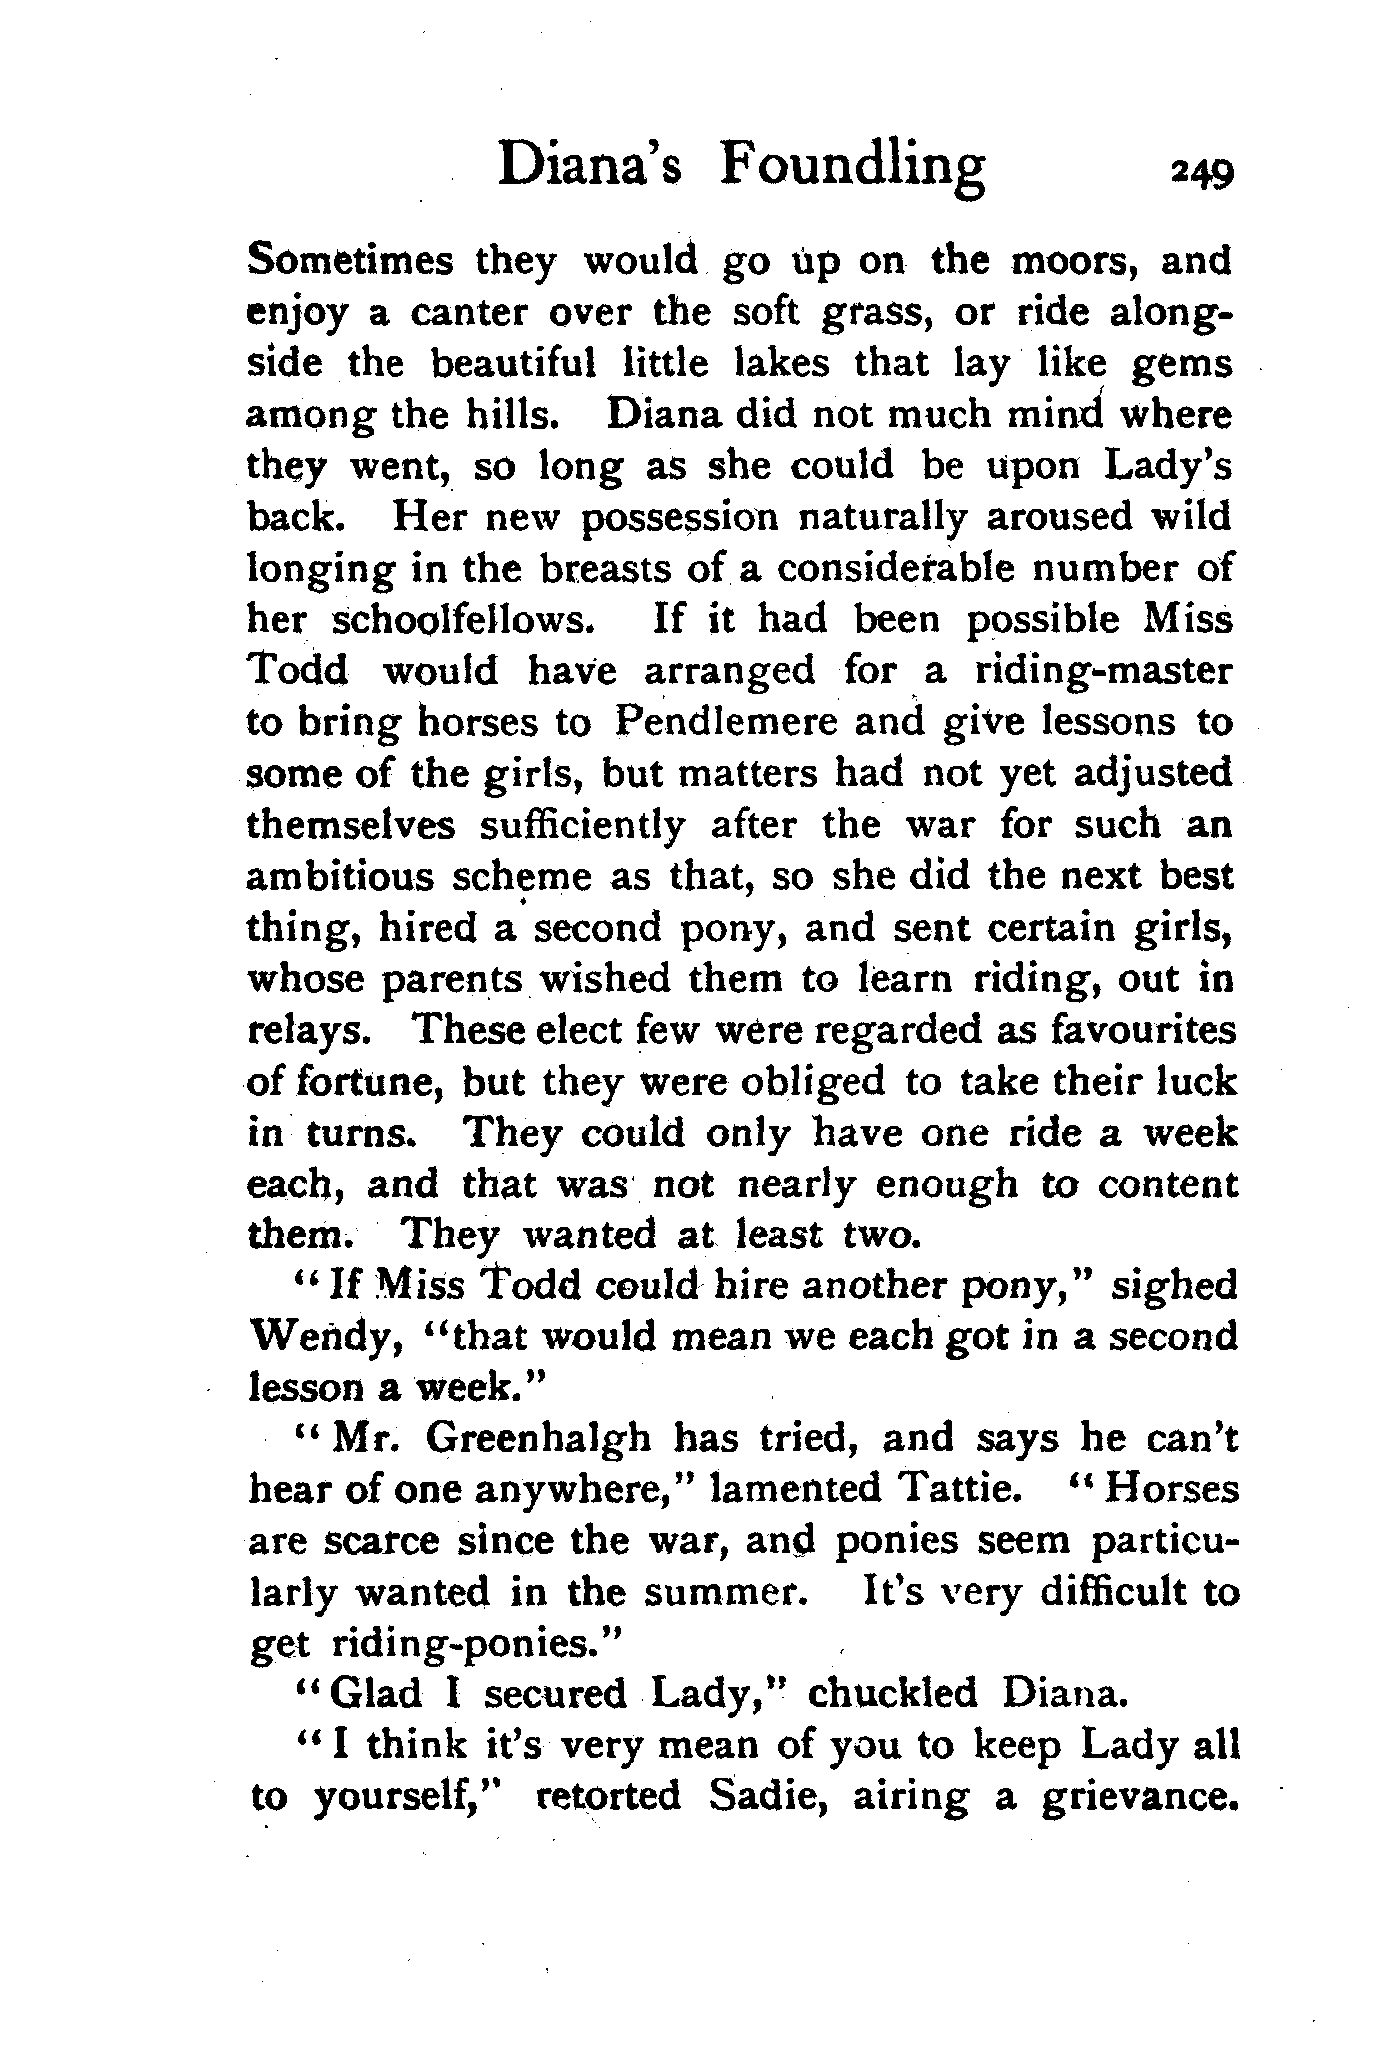 Diana's Foundling 249
Sometimes they would go up on the moors, and
enjoy a canter over the soft grass, or ride along-
side the beautiful little lakes that lay like gems
among the hills. Diana did not much mind where
they went, so long as she could be upon Lady's
back. Her new possession naturally aroused wild
longing in the breasts of a considerable number of
her schoolfellows. If it had been possible Miss
Todd would have arranged for a riding-master
to bring horses to Pendlemere and give lessons to
some of the girls, but matters had not yet adjusted
themselves sufficiently after the war for such an
ambitious scheme as that, so she did the next best
thing, hired a second pony, and sent certain girls,
whose parents wished them to learn riding, out in
relays. These elect few were regarded as favourites
of fortune, but they were obliged to take their luck
in turns. They could only have one ride a week
each, and that was not nearly enough to content
them. They wanted at least two.
"If Miss Todd could hire another pony," sighed
Wendy, "that would mean we each got in a second
lesson a week."
"Mr. Greenhalgh has tried, and says he can't
hear of one anywhere," lamented Tattie. "Horses
are scarce since the war, and ponies seem particu-
larly wanted in the summer. It's very difficult to
get riding-ponies."
"Glad I secured Lady," chuckled Diana.
"I think it's very mean of you to keep Lady all
to yourself," retorted Sadie, airing a grievance.